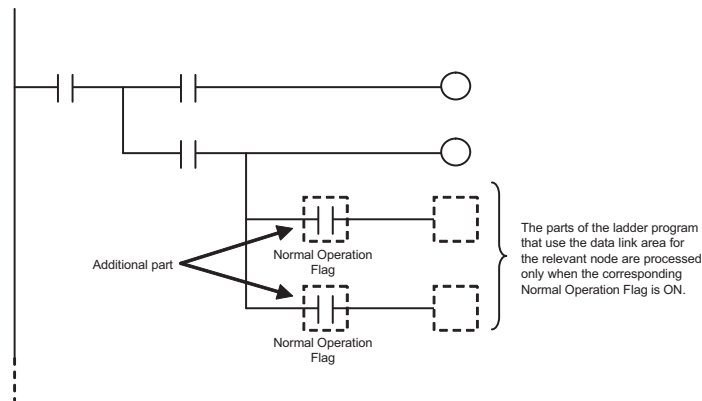 Normal Operation
Flag
Additional part
Normal Operation
Flag
The parts of the ladder program
that use the data link area for
the relevant node are processed
only when the corresponding
Normal Operation Flag is ON.